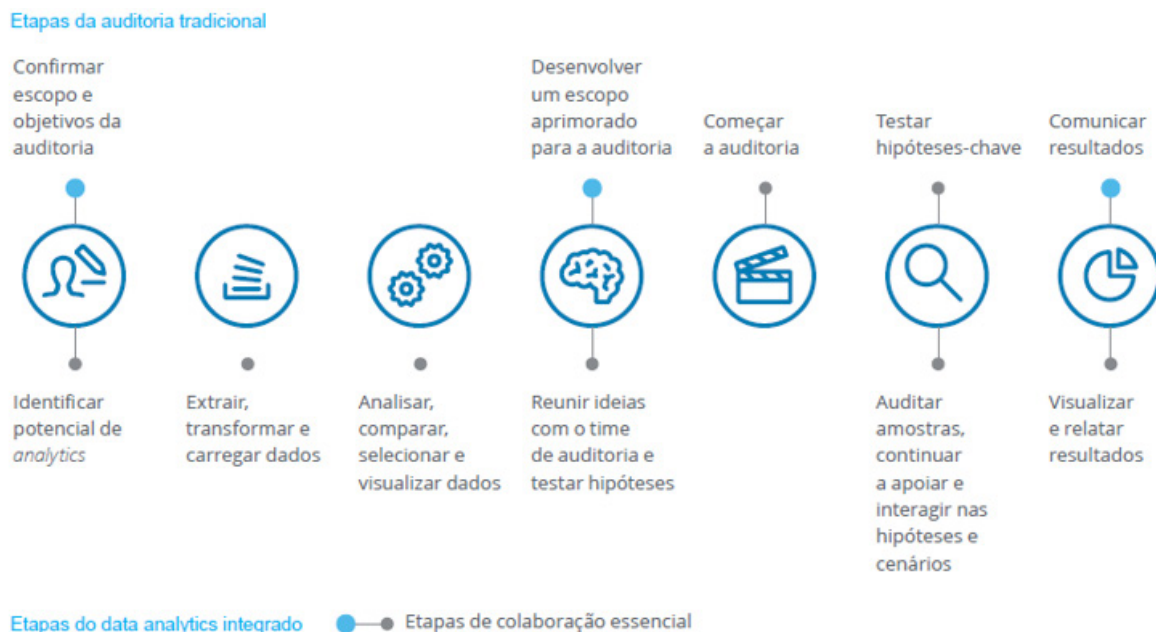 Etapas da auditoria tradicional
Confirmar
escopo e
objetivos da
auditoria
Desenvolver
um escopo
aprimorado
para a auditoria
Começar
a auditoria
Testar
hipóteses-chave
Comunicar
resultados
Identificar
potencial de
analytics
Extrair,
transformar e
carregar dados
Analisar,
comparar,
selecionar e
visualizar dados
Reunir ideias
com o time
de auditoria e
testar hipóteses
Auditar
amostras,
continuar
a apoiar e
interagir nas
hipóteses e
cenários
Visualizar
e relatar
resultados
Etapas do data analytics integrado
Etapas de colaboração essencial